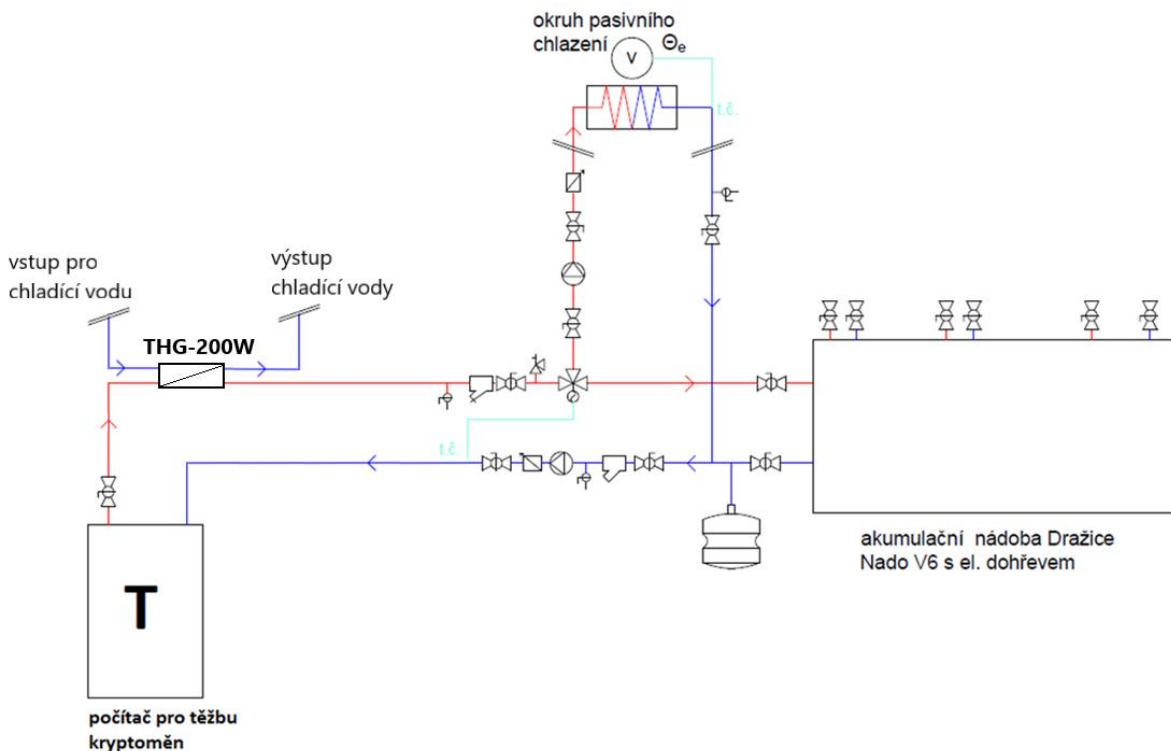 okruh pasivního
chlazení
Θe
V
t.č.
vstup pro
chladící vodu
výstup
chladící vody
THG-200W
t.č.
T
akumulační nádoba Dražice
Nado V6 s el. dohřevem
počítač pro těžbu
kryptoměn